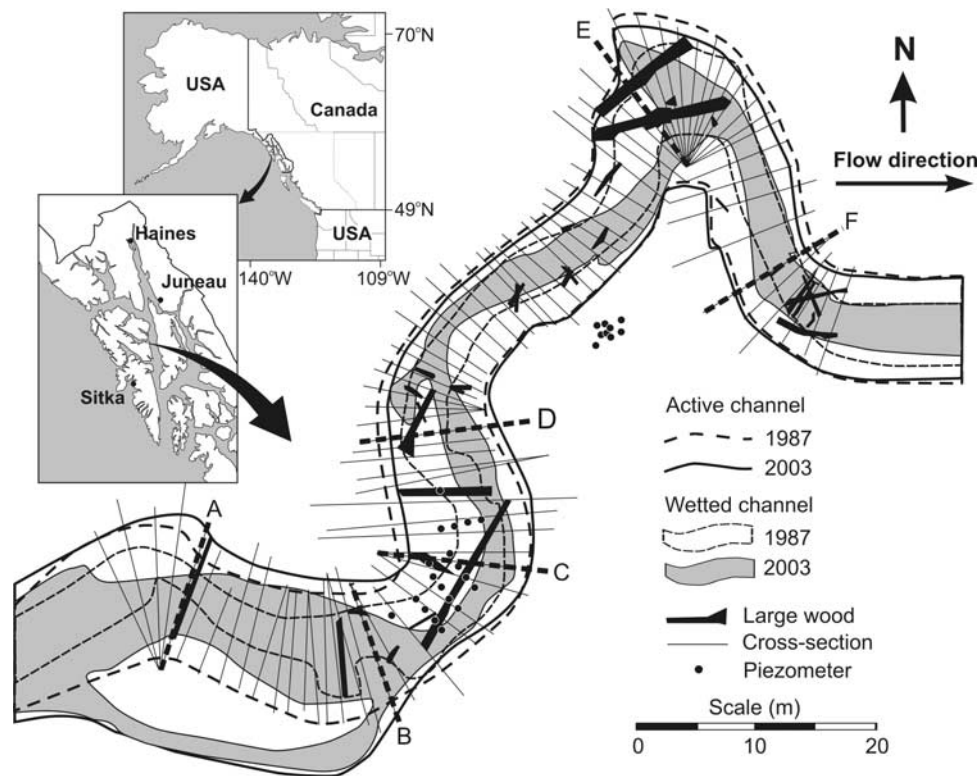 70°N
USA
Canada
49°N
USA
140°W
109°W
Haines
Juneau
Sitka
N
Flow direction
A
B
C
D
E
F
Active channel
1987
2003
Wetted channel
1987
2003
Large wood
Cross-section
Piezometer
Scale (m)
0 10 20